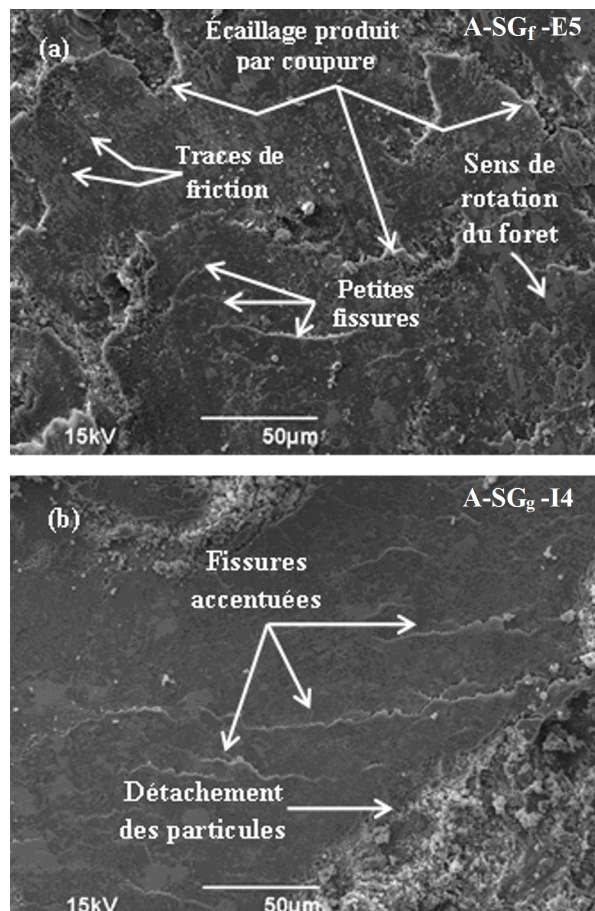 (a)
A-SGf -E5
Écaillage produit
par coupure
Traces de
friction
Sens de
rotation
du foret
Petites
fissures
15kV
50µm
(b)
A-SGg -I4
Fissures
accentuées
Détachement
des particules
15kV
50µm